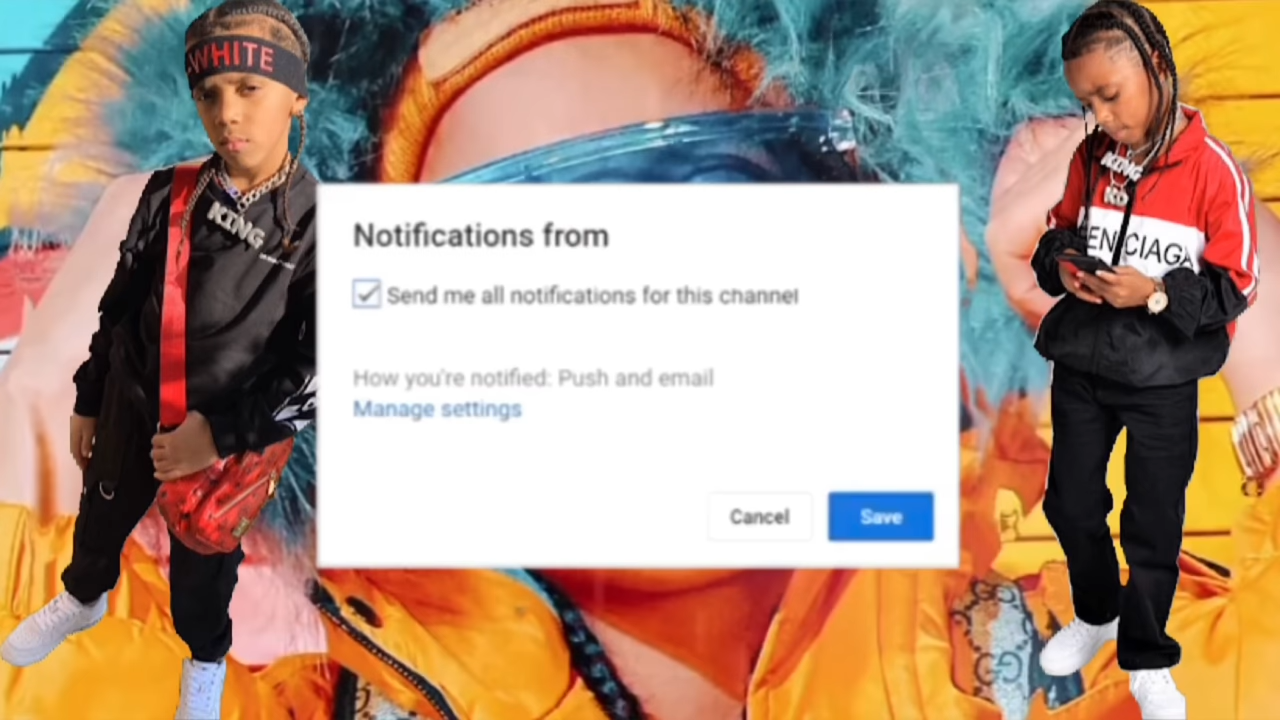 -WHITE
KING
KING
KD
ENCIAGA
Notifications from
Send me all notifications for this channel
How you're notified: Push and email
Manage settings
Cancel
Save